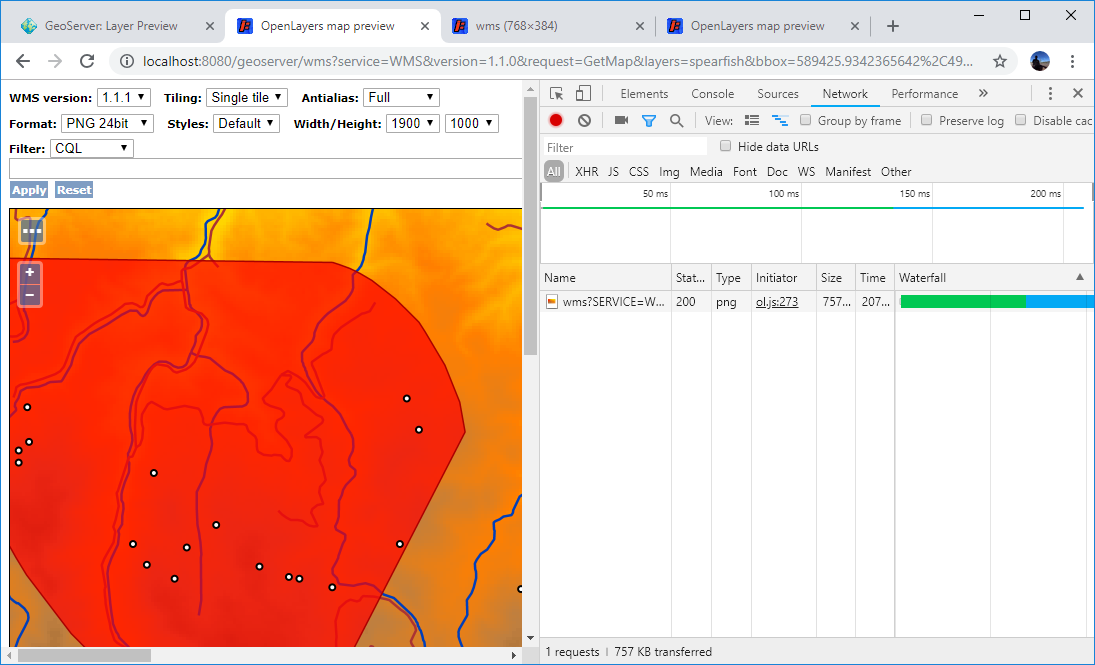 GeoServer: Layer Preview
OpenLayers map preview
wms (768×384)
OpenLayers map preview
localhost:8080/geoserver/wms?service=WMS&version=1.1.0&request=GetMap&layers=spearfish&bbox=589425.9342365642%2C49...
WMS version: 1.1.1 Tiling: Single tile Antialias: Full
Format: PNG 24bit Styles: Default Width/Height: 1900 1000
Filter: CQL
Apply Reset
+
−
Elements Console Sources Network Performance »
View: Group by frame Preserve log Disable cac
Filter Hide data URLs
All XHR JS CSS Img Media Font Doc WS Manifest Other
50 ms 100 ms 150 ms 200 ms
Name Stat... Type Initiator Size Time Waterfall
wms?SERVICE=W... 200 png ol.js:273 757... 207...
1 requests | 757 KB transferred